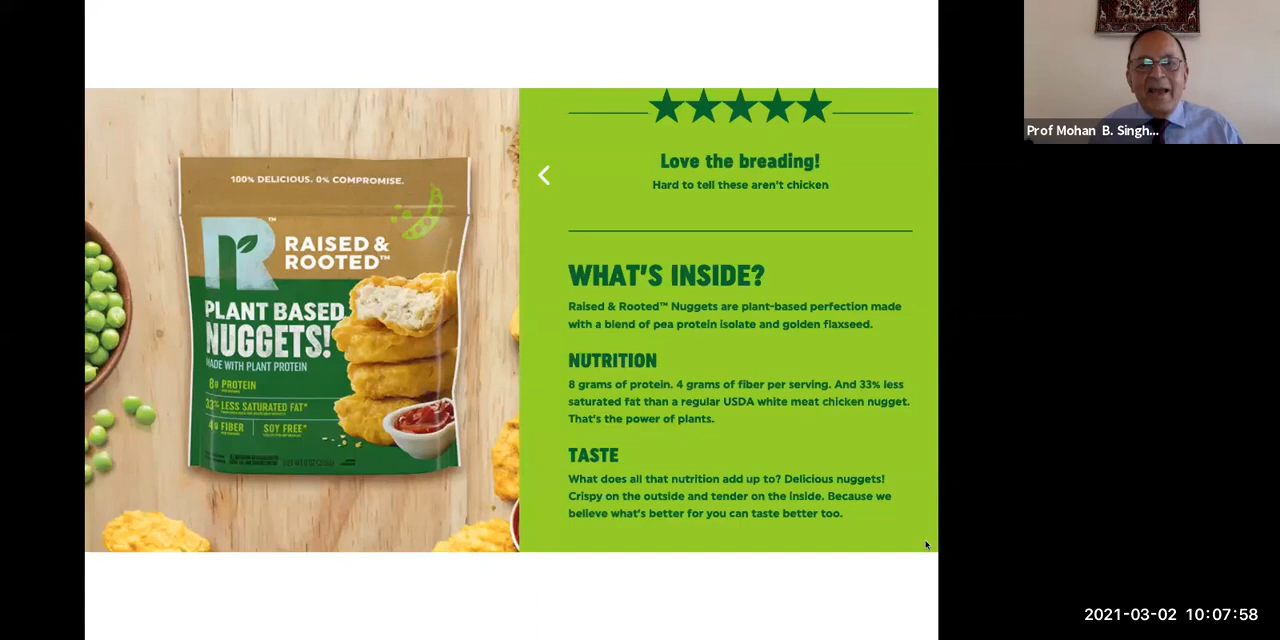 100% DELICIOUS. 0% COMPROMISE.
R™
RAISED &
ROOTED™
PLANT BASED
NUGGETS!
MADE WITH PLANT PROTEIN
8g PROTEIN
33% LESS SATURATED FAT*
4g FIBER
SOY FREE*
Love the breading!
Hard to tell these aren't chicken
WHAT'S INSIDE?
Raised & Rooted™ Nuggets are plant-based perfection made
with a blend of pea protein isolate and golden flaxseed.
NUTRITION
8 grams of protein. 4 grams of fiber per serving. And 33% less
saturated fat than a regular USDA white meat chicken nugget.
That's the power of plants.
TASTE
What does all that nutrition add up to? Delicious nuggets!
Crispy on the outside and tender on the inside. Because we
believe what's better for you can taste better too.
Prof Mohan B. Singh...
2021-03-02 10:07:58